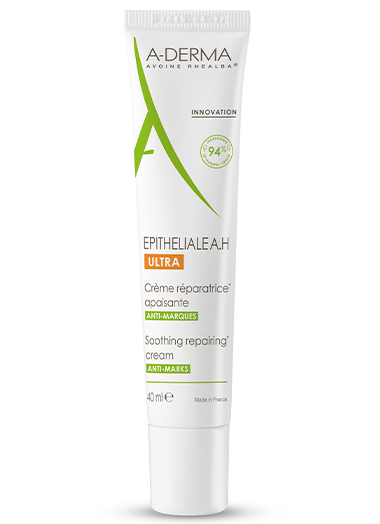 A-DERMA
AVOINE RHEALBA®
INNOVATION
94%
EPITHELIALE A.H
ULTRA
Crème réparatrice*
apaisante
ANTI-MARQUES
Soothing repairing*
cream
ANTI-MARKS
40 ml e
Made in France